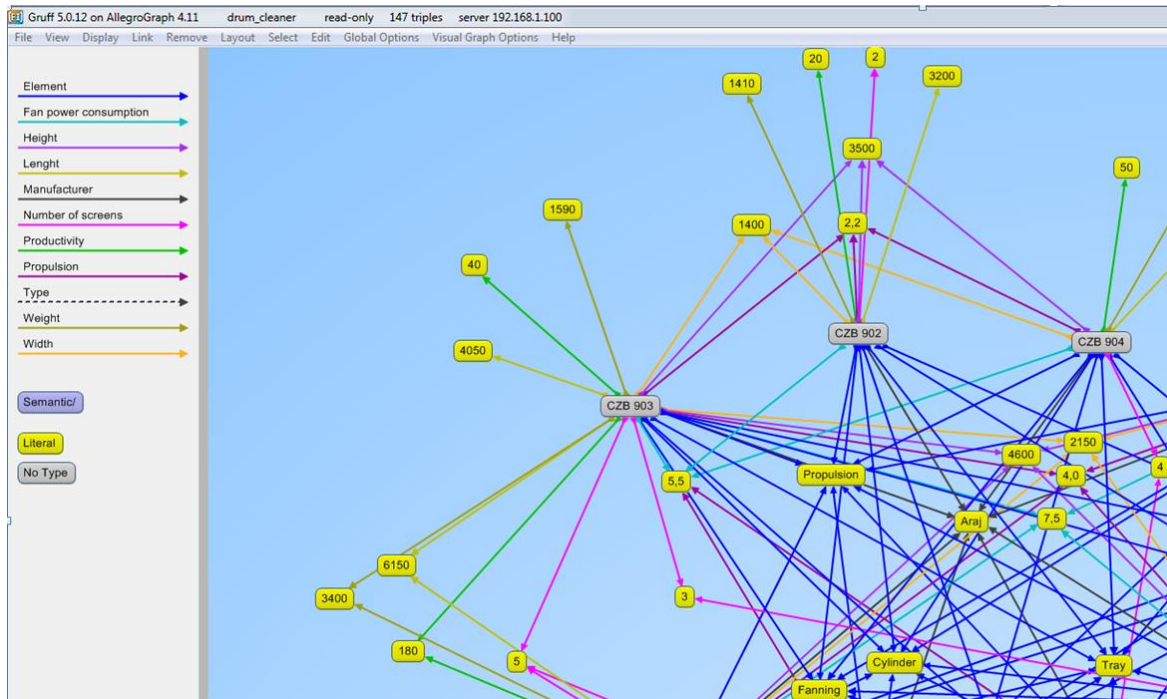 Gruff 5.0.12 on AllegroGraph 4.11 drum_cleaner read-only 147 triples server 192.168.1.100
File View Display Link Remove Layout Select Edit Global Options Visual Graph Options Help
Element
Fan power consumption
Height
Lenght
Manufacturer
Number of screens
Productivity
Propulsion
Type
Weight
Width
Semantic/
Literal
No Type
20
2
1410
3200
3500
50
1590
1400
2,2
40
CZB 902
CZB 904
4050
CZB 903
2150
4600
4
Propulsion
4,0
5,5
Araj
7,5
6150
3
3400
180
5
Cylinder
Tray
Fanning